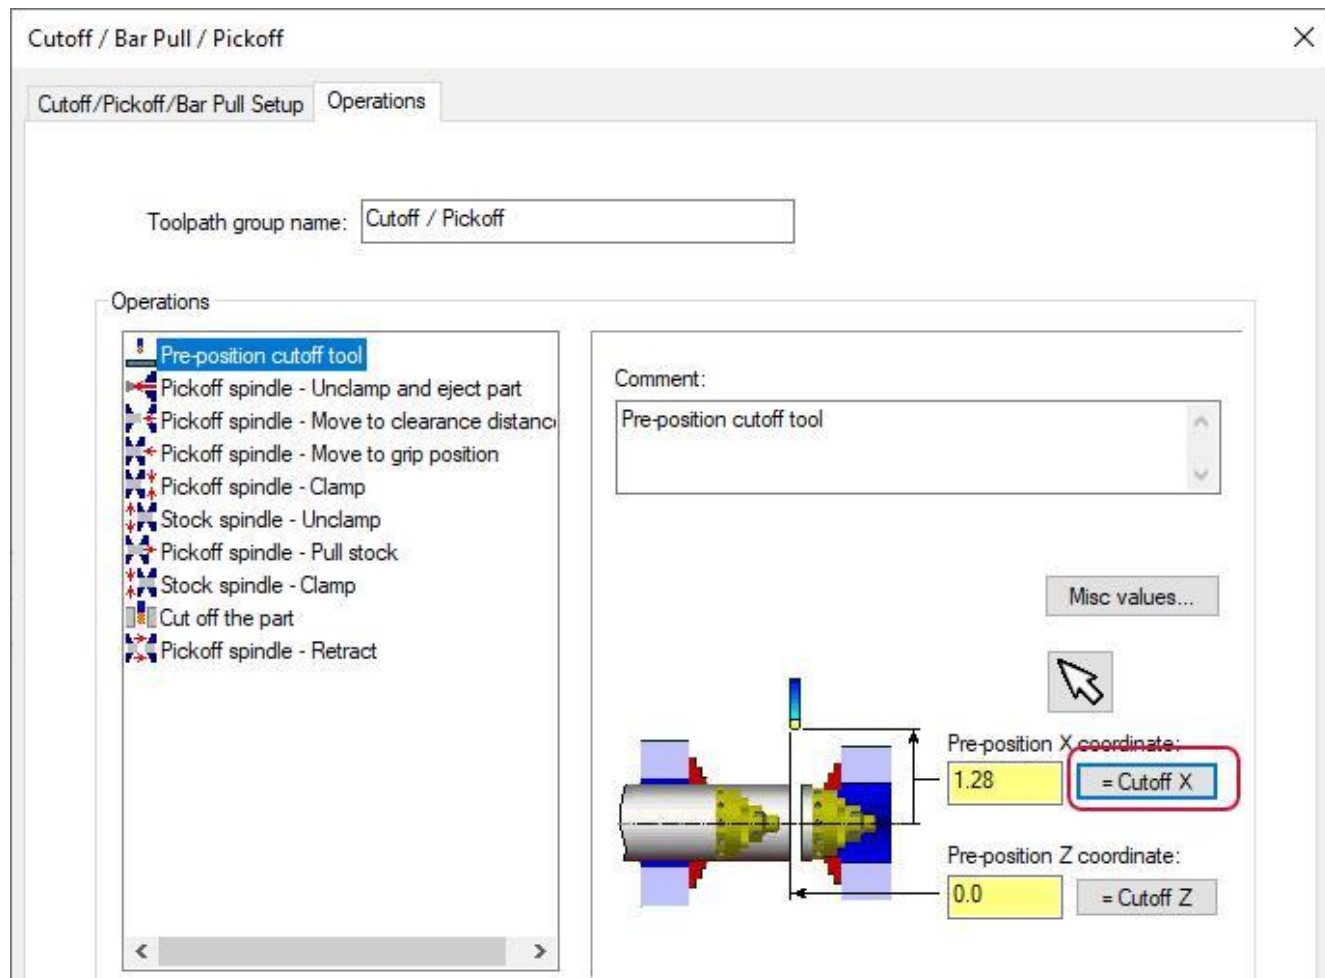 Cutoff / Bar Pull / Pickoff
Cutoff/Pickoff/Bar Pull Setup
Operations
Toolpath group name:
Cutoff / Pickoff
Operations
Pre-position cutoff tool
Pickoff spindle - Unclamp and eject part
Pickoff spindle - Move to clearance distanc
Pickoff spindle - Move to grip position
Pickoff spindle - Clamp
Stock spindle - Unclamp
Pickoff spindle - Pull stock
Stock spindle - Clamp
Cut off the part
Pickoff spindle - Retract
Comment:
Pre-position cutoff tool
Misc values...
Pre-position X coordinate:
1.28
= Cutoff X
Pre-position Z coordinate:
0.0
= Cutoff Z